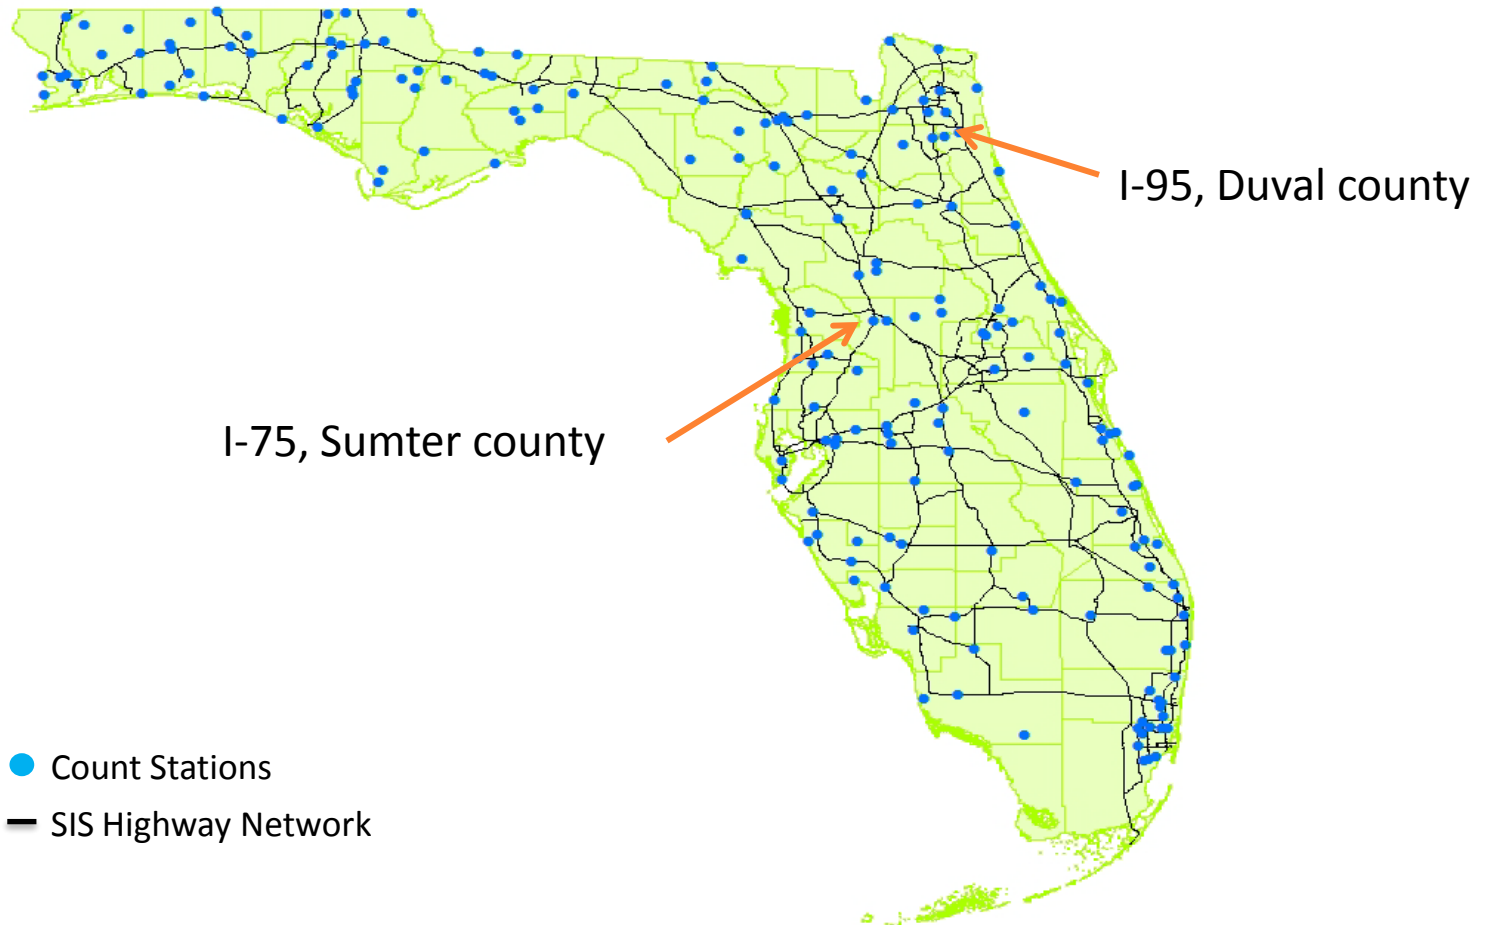 I-95, Duval county
I-75, Sumter county
Count Stations
SIS Highway Network